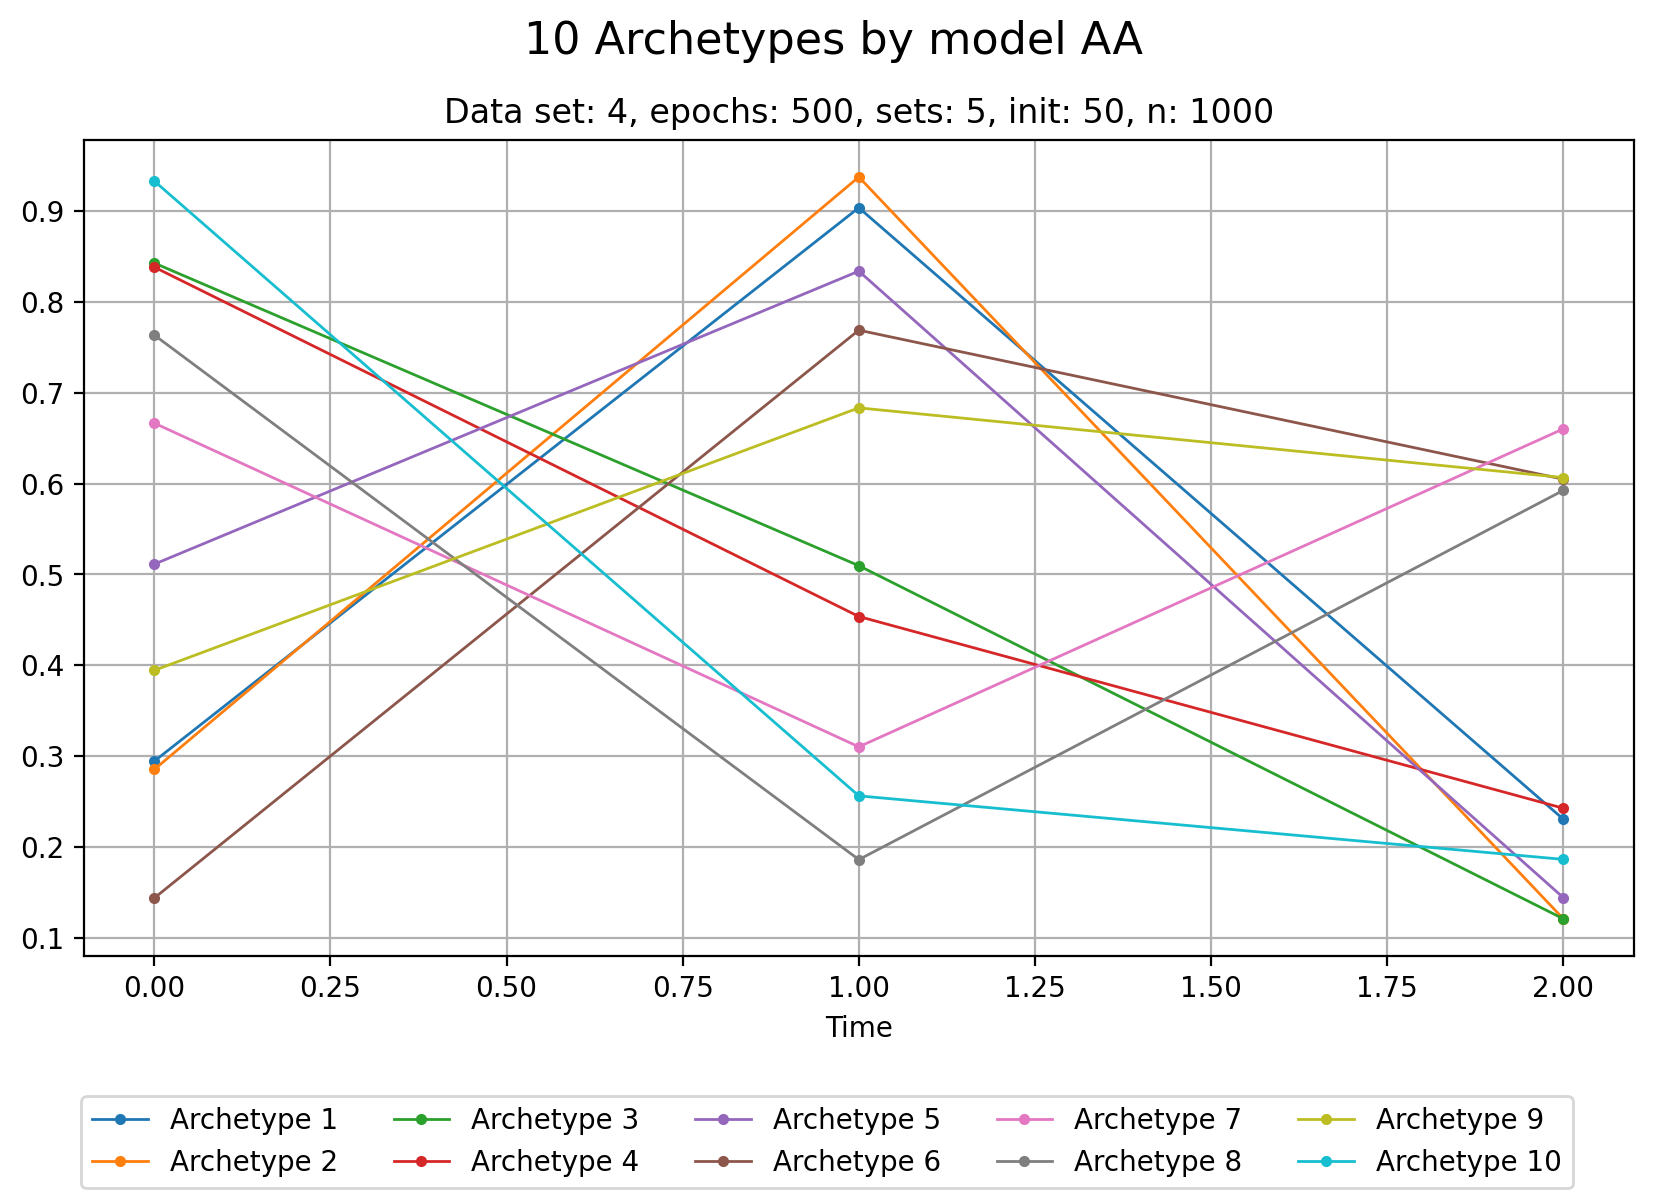 10 Archetypes by model AA
Data set: 4, epochs: 500, sets: 5, init: 50, n: 1000
0.9
0.8
0.7
0.6
0.5
0.4
0.3
0.2
0.1
0.00 0.25 0.50 0.75 1.00 1.25 1.50 1.75 2.00
Time
Archetype 1 Archetype 3 Archetype 5 Archetype 7 Archetype 9
Archetype 2 Archetype 4 Archetype 6 Archetype 8 Archetype 10